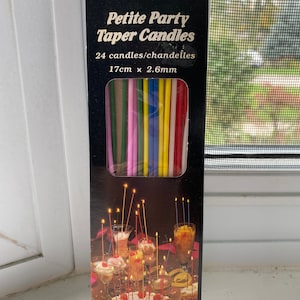 Petite Party
Taper Candles
24 candles/chandelles
17cm × 2.6mm